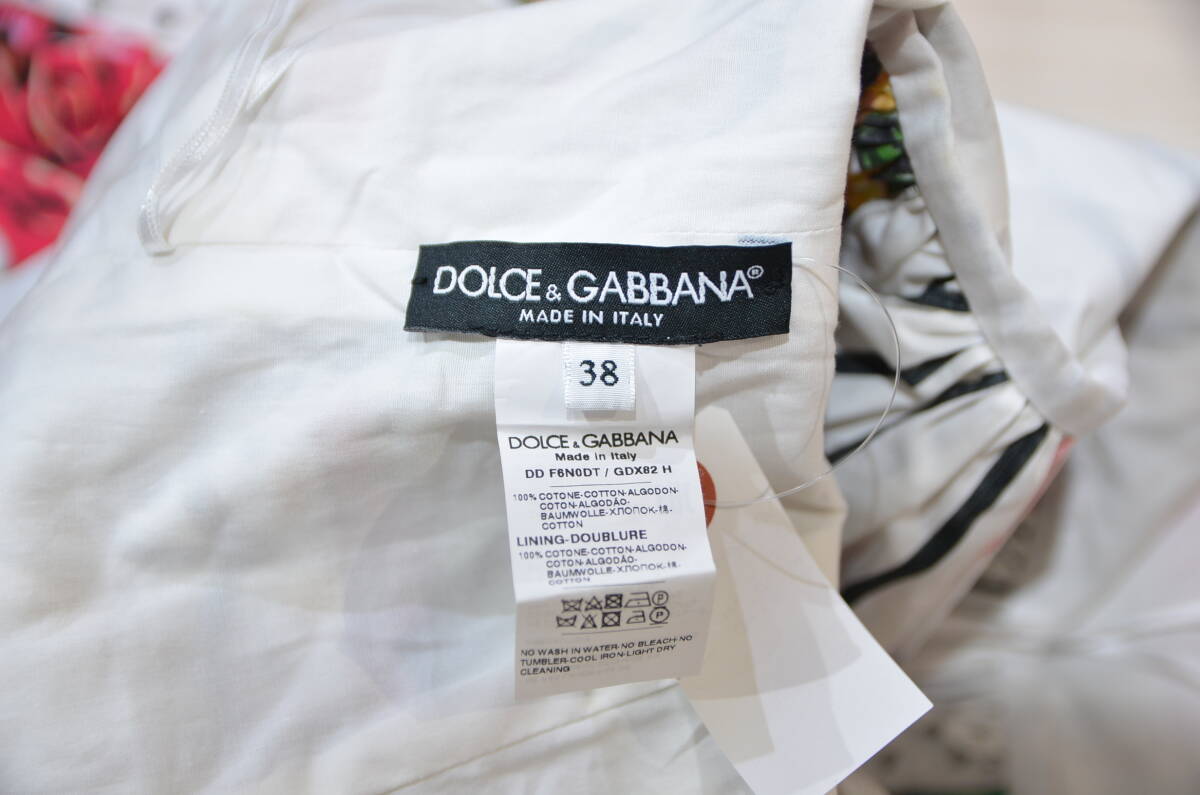 DOLCE & GABBANA®
MADE IN ITALY
38
DOLCE & GABBANA
Made in Italy
DD F6N0DT / GDX82 H
100% COTONE-COTTON-ALGODON-
COTON-ALGODÃO-
BAUMWOLLE-ХЛОПОК-棉-
COTTON
LINING-DOUBLURE
100% COTONE-COTTON-ALGODON-
COTON-ALGODÃO-
BAUMWOLLE-ХЛОПОК-棉-
COTTON
NO WASH IN WATER-NO BLEACH-NO
TUMBLER-COOL IRON-LIGHT DRY
CLEANING